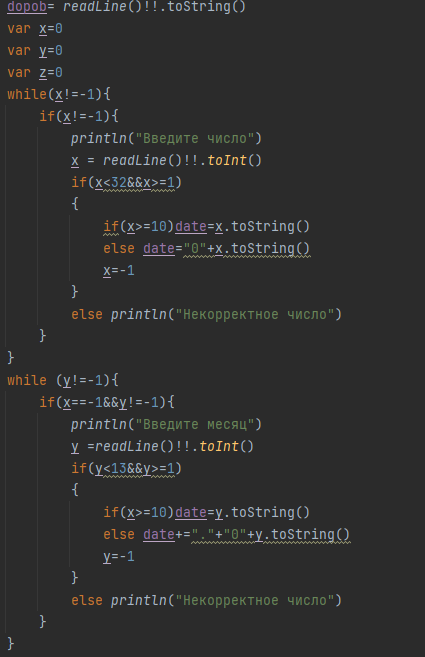 dopob= readLine()!!.toString()
var x=0
var y=0
var z=0
while(x!=-1){
if(x!=-1){
println("Введите число")
x = readLine()!!.toInt()
if(x<32&&x>=1)
{
if(x>=10)date=x.toString()
else date="0"+x.toString()
x=-1
}
else println("Некорректное число")
}
}
while (y!=-1){
if(x==-1&&y!=-1){
println("Введите месяц")
y =readLine()!!.toInt()
if(y<13&&y>=1)
{
if(x>=10)date=y.toString()
else date+="."+"0"+y.toString()
y=-1
}
else println("Некорректное число")
}
}